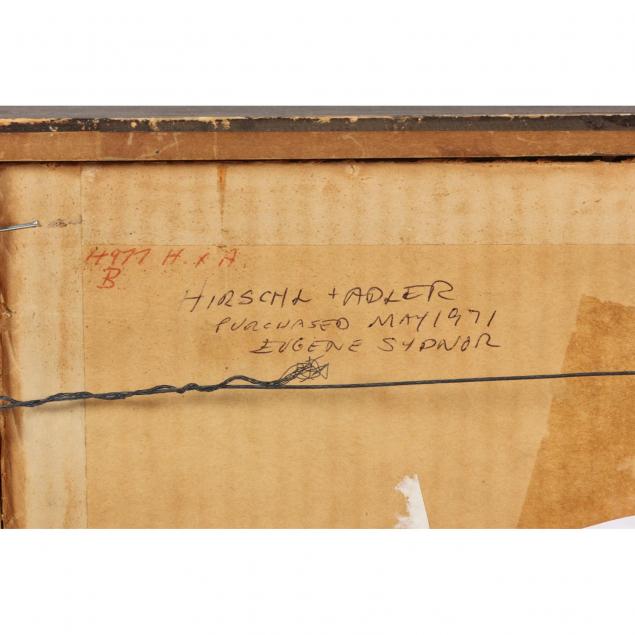 H977 H. x A
B
HIRSCHL + ADLER
PURCHASED MAY 1971
EUGENE SYDNOR